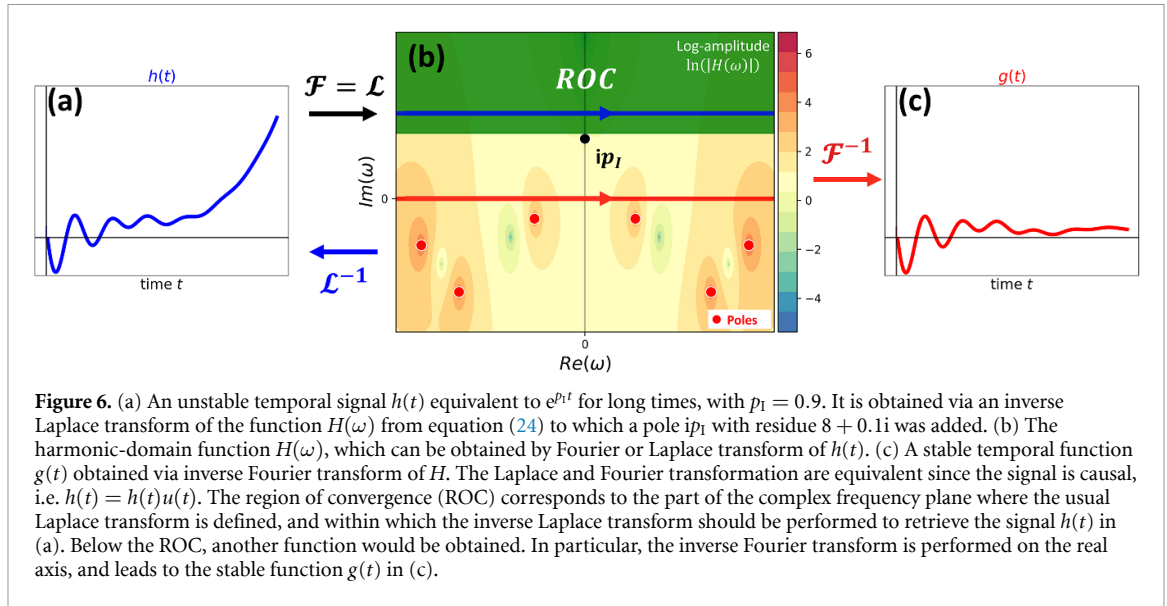 (a)
h(t)
time t
𝓕 = 𝓛
𝓛⁻¹
(b)
ROC
Log-amplitude
ln(|H(ω)|)
ip_I
Im(ω)
0
Poles
0
Re(ω)
6
4
2
0
−2
−4
𝓕⁻¹
(c)
g(t)
time t
Figure 6. (a) An unstable temporal signal h(t) equivalent to e^{p_I t} for long times, with p_I = 0.9. It is obtained via an inverse
Laplace transform of the function H(ω) from equation (24) to which a pole ip_I with residue 8 + 0.1i was added. (b) The
harmonic-domain function H(ω), which can be obtained by Fourier or Laplace transform of h(t). (c) A stable temporal function
g(t) obtained via inverse Fourier transform of H. The Laplace and Fourier transformation are equivalent since the signal is causal,
i.e. h(t) = h(t)u(t). The region of convergence (ROC) corresponds to the part of the complex frequency plane where the usual
Laplace transform is defined, and within which the inverse Laplace transform should be performed to retrieve the signal h(t) in
(a). Below the ROC, another function would be obtained. In particular, the inverse Fourier transform is performed on the real
axis, and leads to the stable function g(t) in (c).